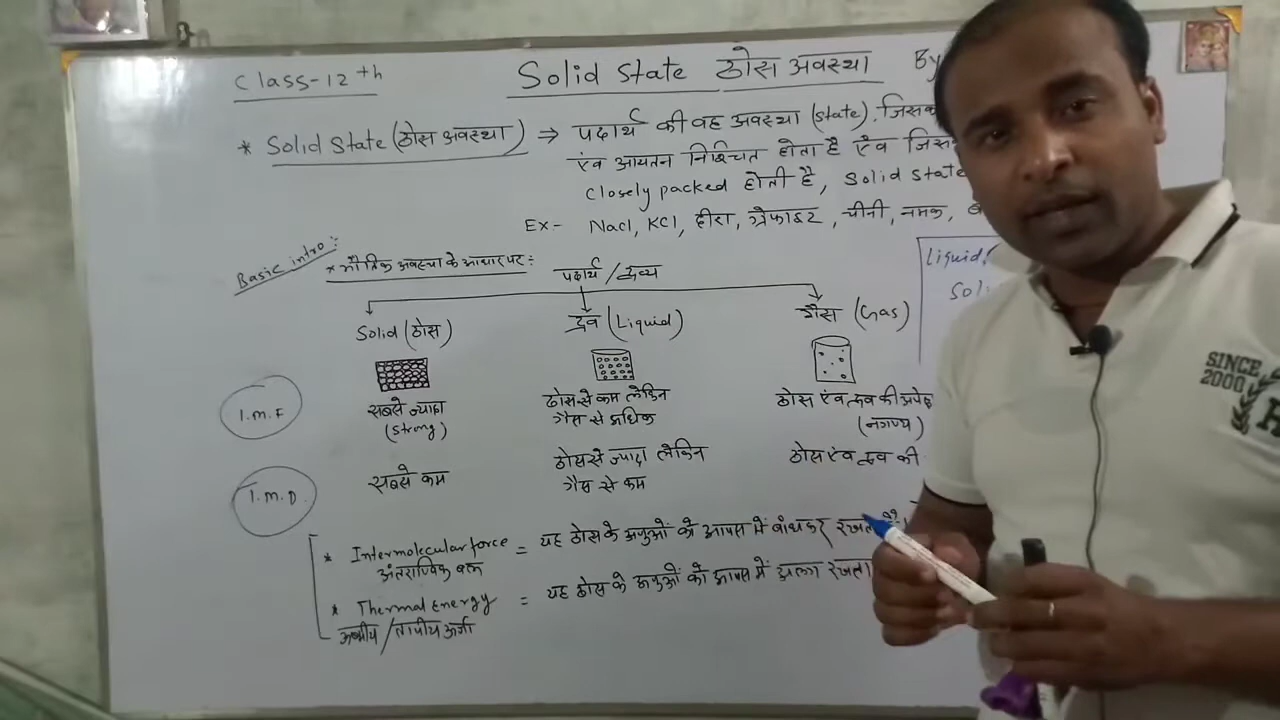 Class-12th
Solid State ठोस अवस्था By
* Solid State (ठोस अवस्था) ⇒ पदार्थ की वह अवस्था (state), जिसक
एंव आयतन निश्चित होता है एंव जिस
Closely packed होती है, Solid State
Ex- NaCl, KCl, हीरा, ग्रेफाइट, चीनी, नमक,
Basic intro :
* भौतिक अवस्था के आधार पर :
पदार्थ / द्रव्य
Solid (ठोस) द्रव (Liquid) गैस (Gas)
Liquid
Sol
I.m.F
सबसे ज्यादा
(strong)
ठोस से कम लेकिन
गैस से अधिक
ठोस एंव द्रव की अपे
(नगण्य)
I.m.D.
सबसे कम
ठोस से ज्यादा लेकिन
गैस से कम
ठोस एंव द्रव की
* Intermolecular force = यह ठोस के अणुओं को आपस में बांधकर रखता है।
अंतराण्विक बल
* Thermal Energy = यह ठोस के अणुओं को आपस में अलग रखता
ऊष्मीय / तापीय ऊर्जा
SINCE
2000